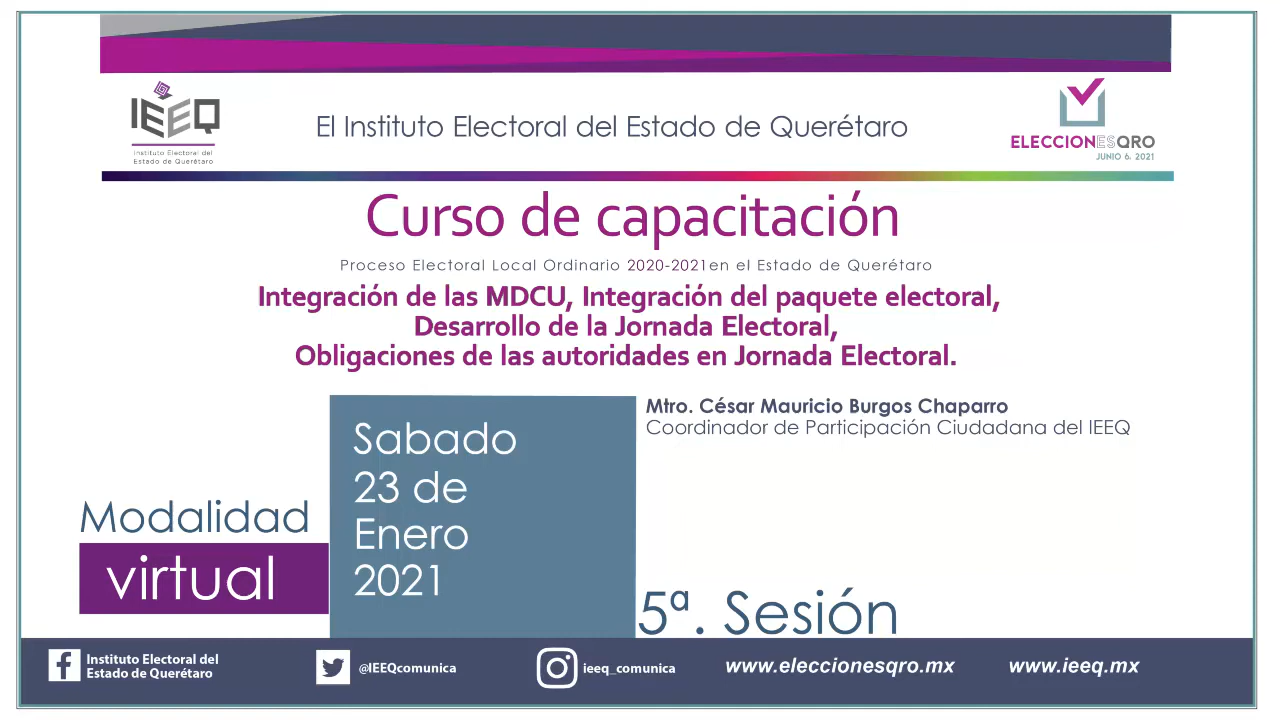 IEEQ
Instituto Electoral del
Estado de Querétaro
El Instituto Electoral del Estado de Querétaro
ELECCIONESQRO
JUNIO 6, 2021
Curso de capacitación
Proceso Electoral Local Ordinario 2020-2021en el Estado de Querétaro
Integración de las MDCU, Integración del paquete electoral,
Desarrollo de la Jornada Electoral,
Obligaciones de las autoridades en Jornada Electoral.
Mtro. César Mauricio Burgos Chaparro
Coordinador de Participación Ciudadana del IEEQ
Sabado
23 de
Enero
2021
Modalidad
virtual
5ª. Sesión
Instituto Electoral del
Estado de Querétaro
@IEEQcomunica
ieeq_comunica
www.eleccionesqro.mx
www.ieeq.mx